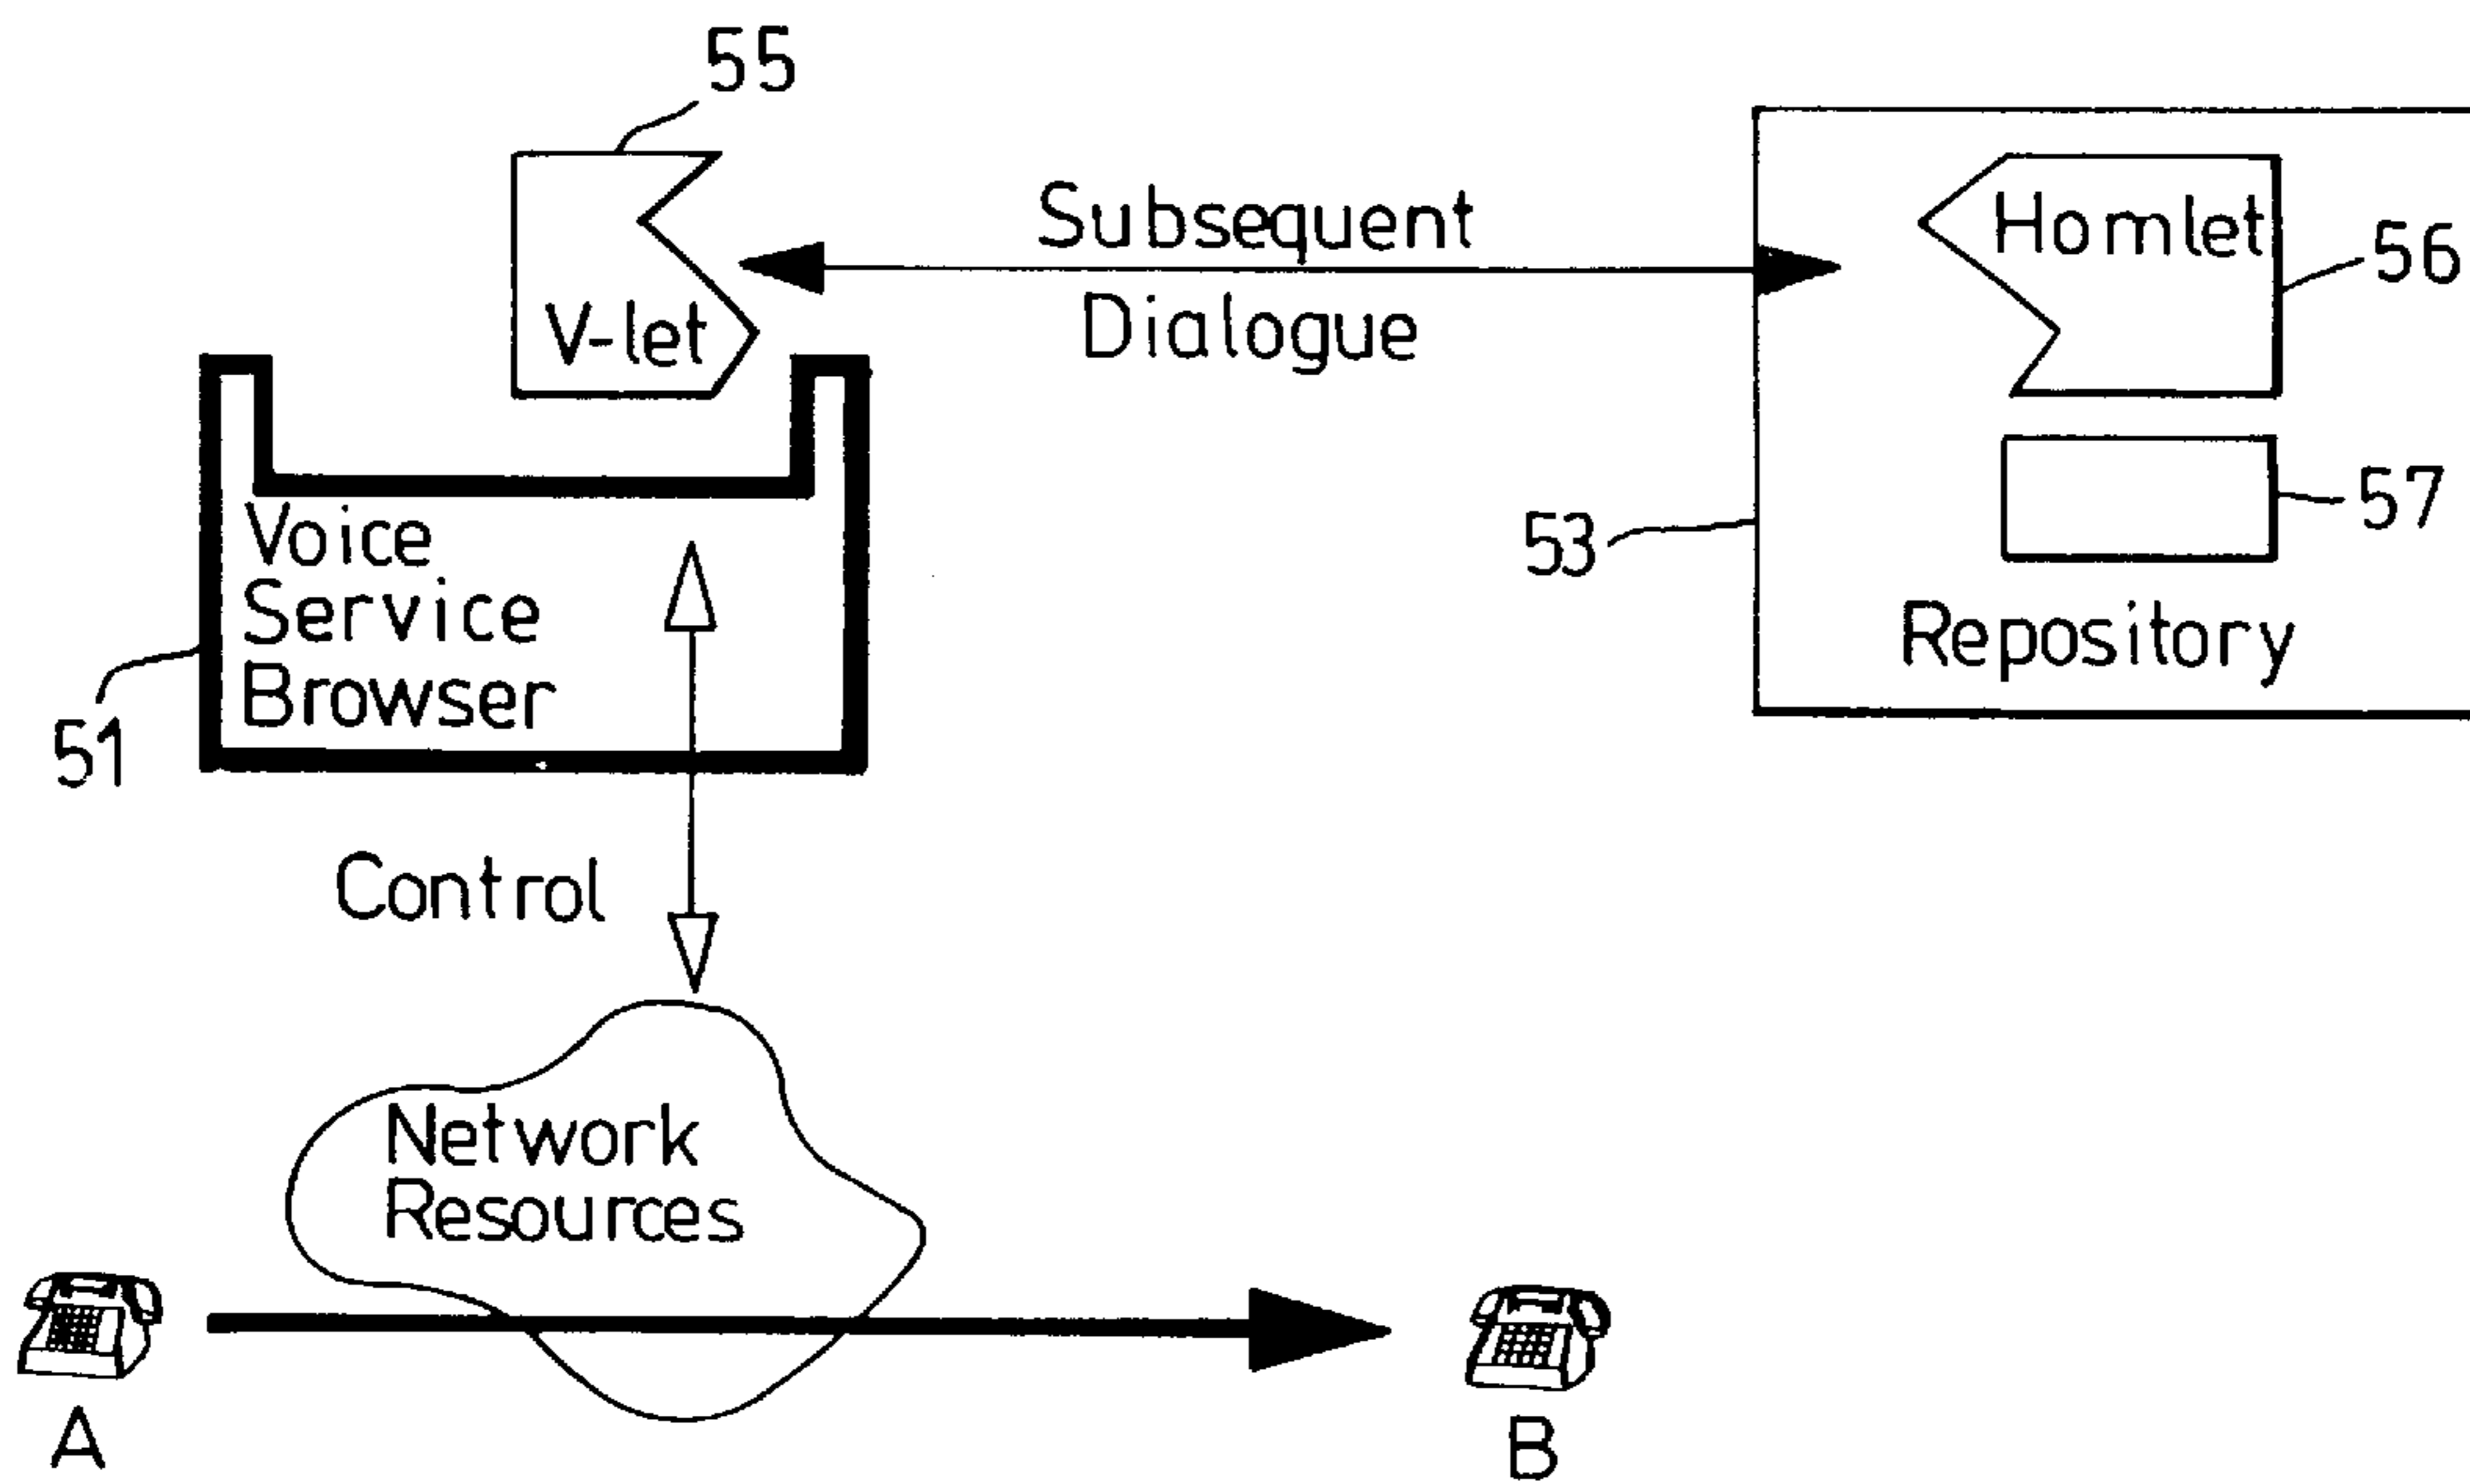 55
Subsequent
Dialogue
Homlet
56
V-let
57
53
Voice
Service
Browser
Repository
51
Control
Network
Resources
A
B